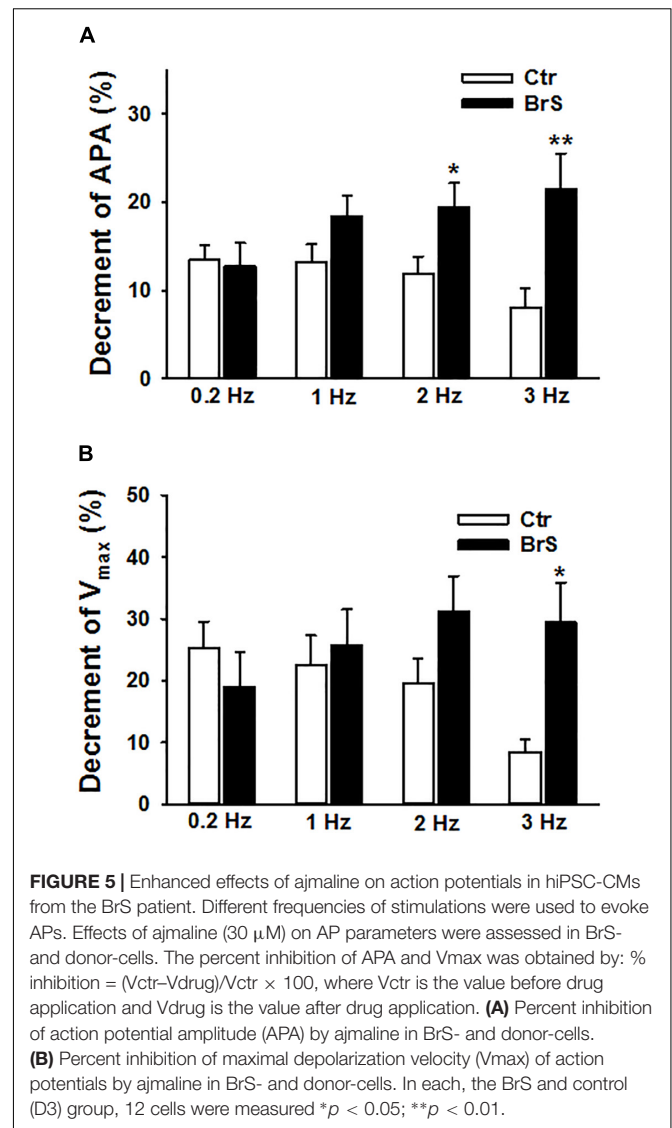 A
Decrement of APA (%)
30
20
10
0
Ctr
BrS
*
**
0.2 Hz 1 Hz 2 Hz 3 Hz
B
Decrement of Vmax (%)
50
40
30
20
10
0
Ctr
BrS
*
0.2 Hz 1 Hz 2 Hz 3 Hz
FIGURE 5 | Enhanced effects of ajmaline on action potentials in hiPSC-CMs
from the BrS patient. Different frequencies of stimulations were used to evoke
APs. Effects of ajmaline (30 μM) on AP parameters were assessed in BrS-
and donor-cells. The percent inhibition of APA and Vmax was obtained by: %
inhibition = (Vctr–Vdrug)/Vctr × 100, where Vctr is the value before drug
application and Vdrug is the value after drug application. (A) Percent inhibition
of action potential amplitude (APA) by ajmaline in BrS- and donor-cells.
(B) Percent inhibition of maximal depolarization velocity (Vmax) of action
potentials by ajmaline in BrS- and donor-cells. In each, the BrS and control
(D3) group, 12 cells were measured *p < 0.05; **p < 0.01.